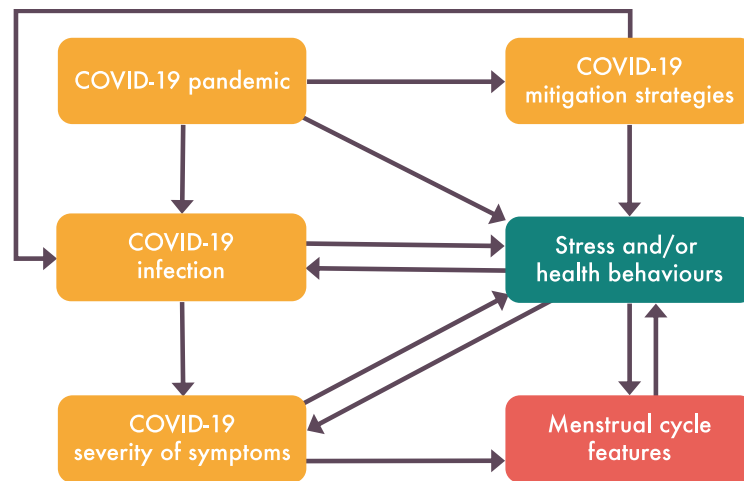 COVID-19 pandemic
COVID-19
mitigation strategies
COVID-19
infection
Stress and/or
health behaviours
COVID-19
severity of symptoms
Menstrual cycle
features